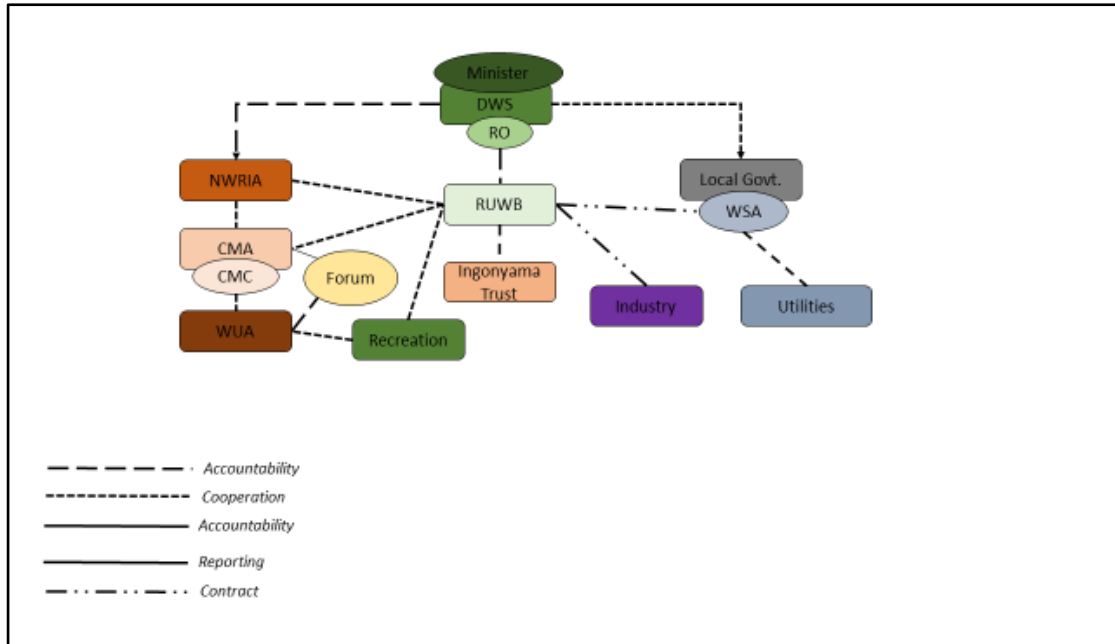 Minister
DWS
RO
NWRIA
Local Govt.
RUWB
WSA
CMA
CMC
Forum
Ingonyama
Trust
Industry
Utilities
WUA
Recreation
Accountability
Cooperation
Accountability
Reporting
Contract